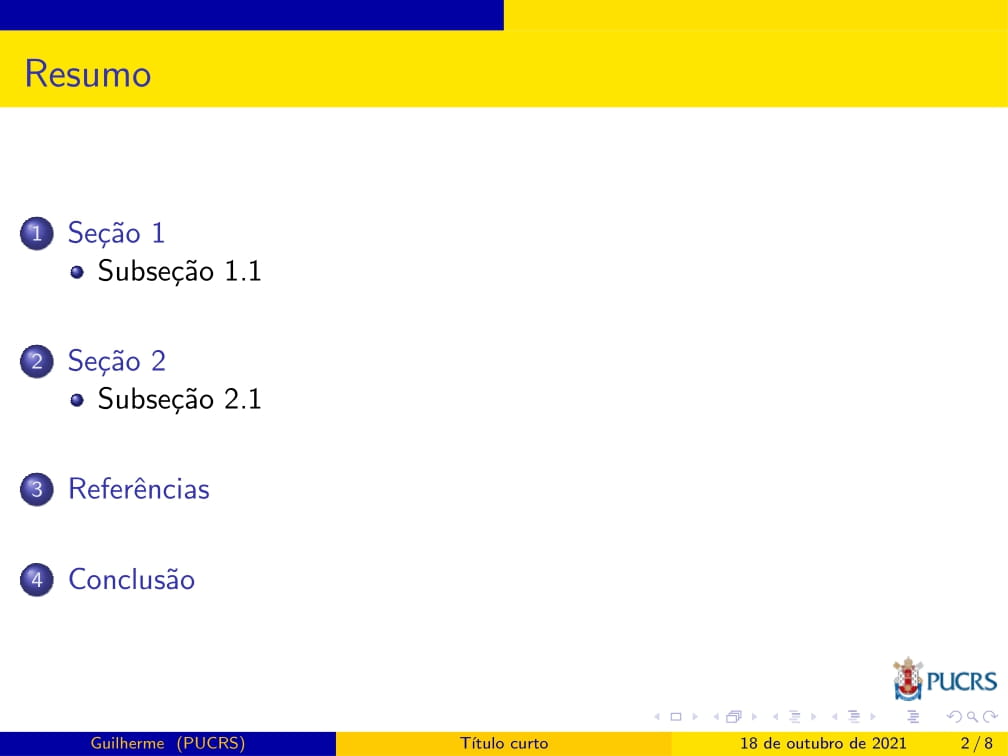 Resumo
1 Seção 1
Subseção 1.1
2 Seção 2
Subseção 2.1
3 Referências
4 Conclusão
PUCRS
Guilherme (PUCRS) Título curto 18 de outubro de 2021 2 / 8